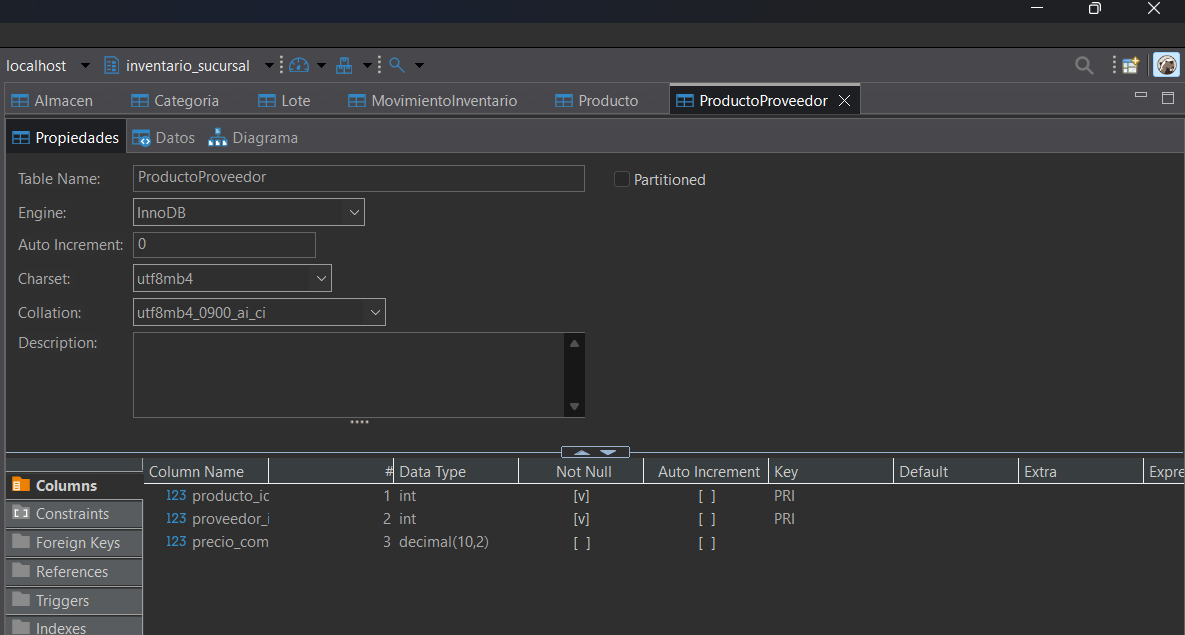 localhost inventario_sucursal
Almacen Categoria Lote MovimientoInventario Producto ProductoProveedor
Propiedades Datos Diagrama
Table Name: ProductoProveedor Partitioned
Engine: InnoDB
Auto Increment: 0
Charset: utf8mb4
Collation: utf8mb4_0900_ai_ci
Description:
Column Name # Data Type Not Null Auto Increment Key Default Extra Expre
123 producto_ic 1 int [v] [ ] PRI
123 proveedor_i 2 int [v] [ ] PRI
123 precio_com 3 decimal(10,2) [ ] [ ]
Columns
Constraints
Foreign Keys
References
Triggers
Indexes